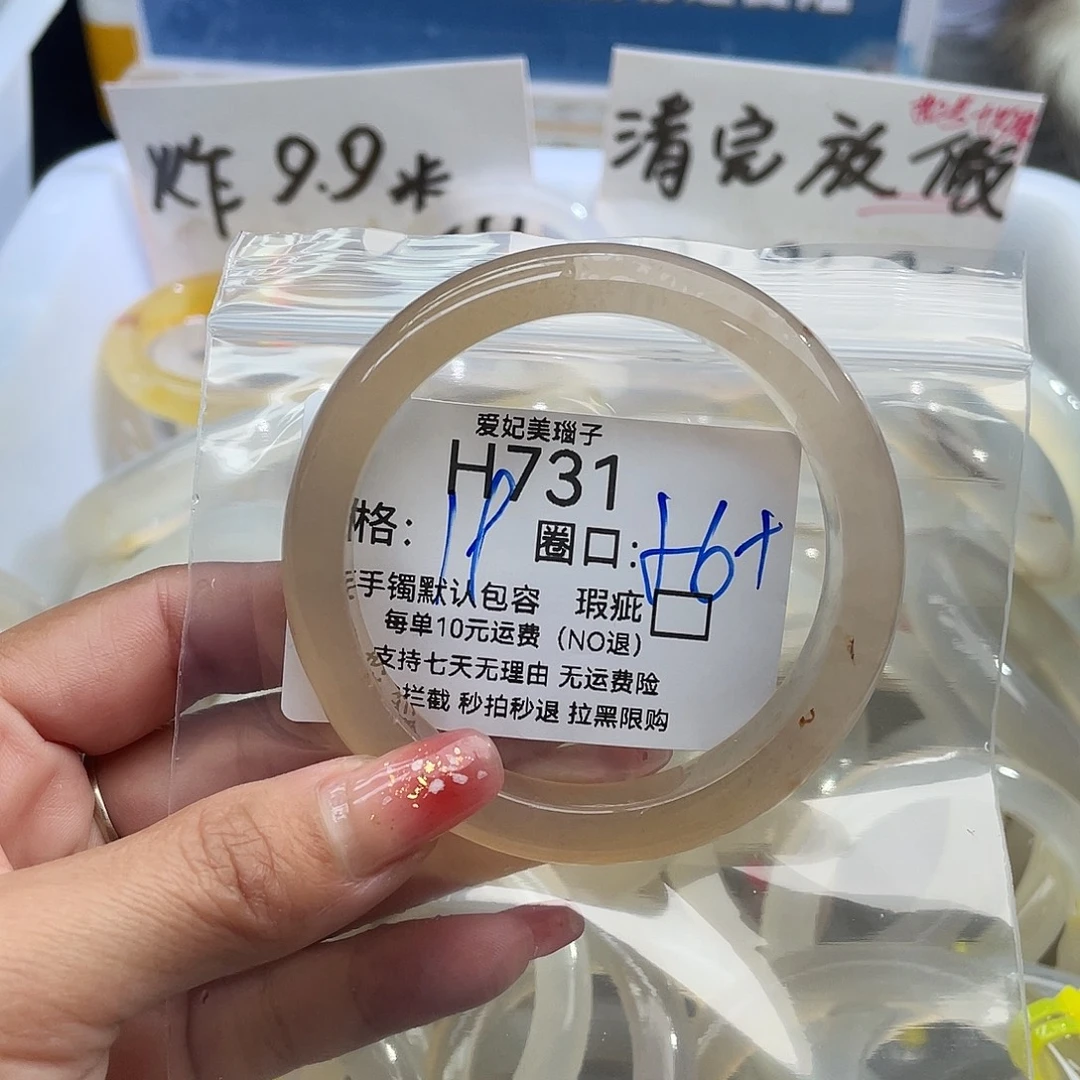 炸 9.9米
清完放假
爱妃美瑙子
H731
格： 圈口：56+
手镯默认包容 瑕疵
每单10元运费（NO退）
支持七天无理由 无运费险
拦截 秒拍秒退 拉黑限购